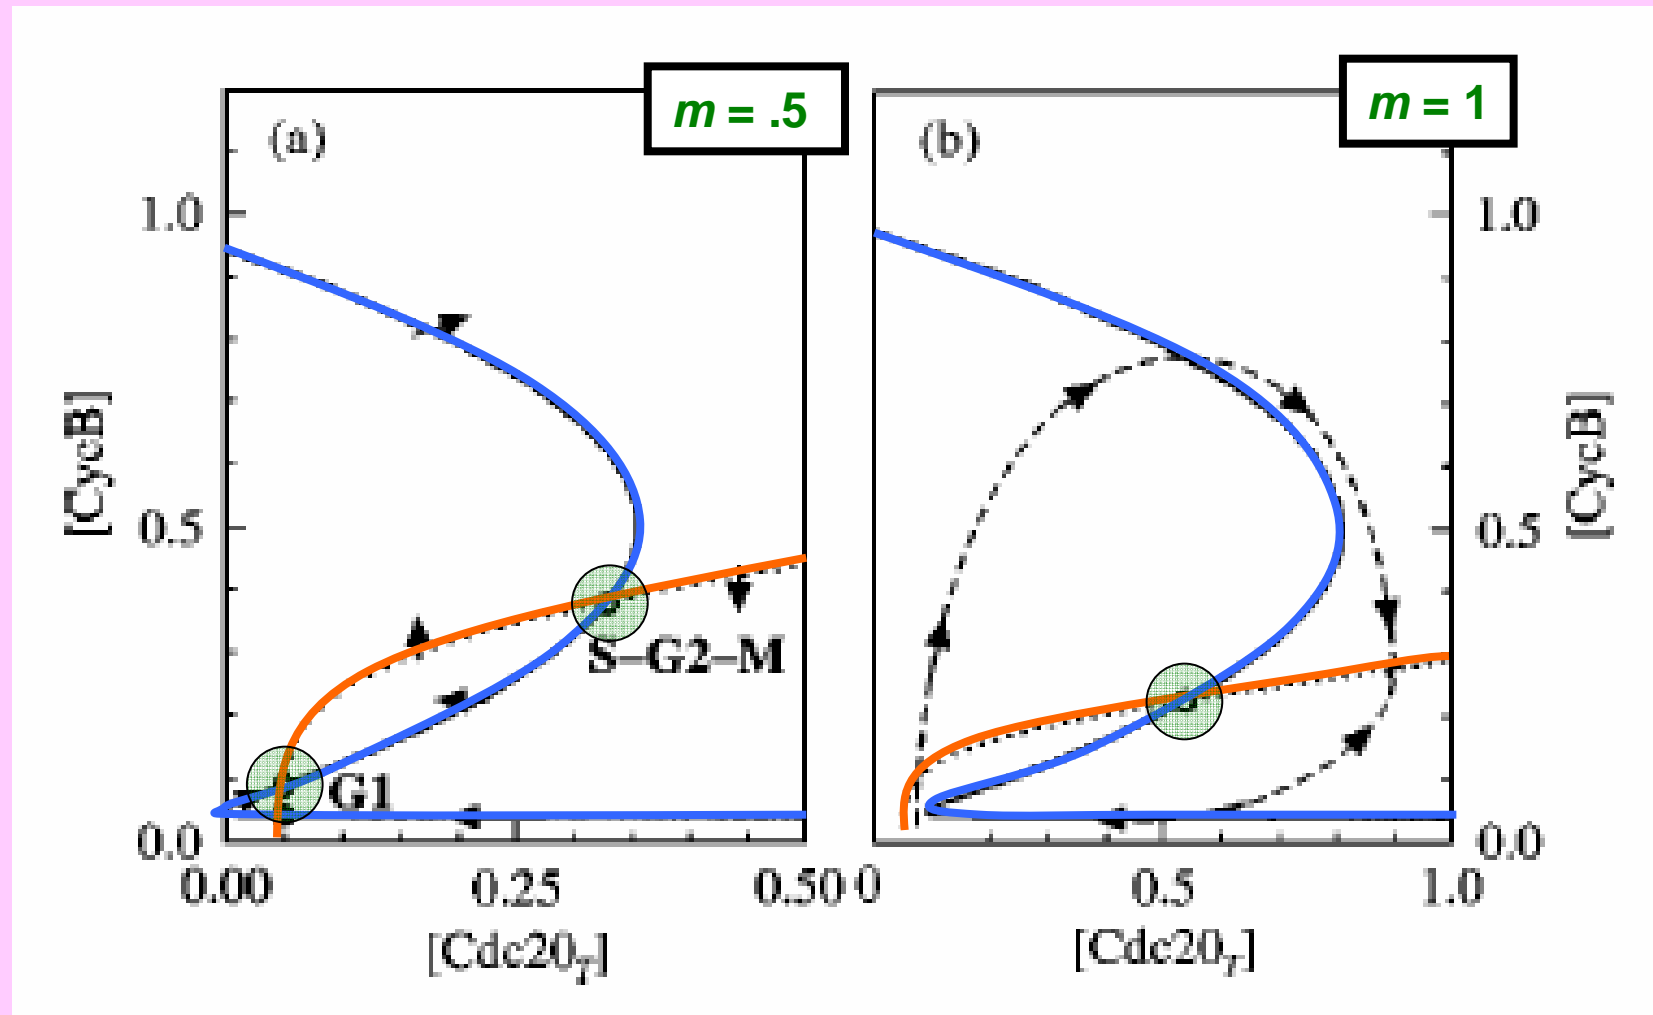 m = .5
m = 1
(a)
(b)
1.0
1.0
[CycB]
[CycB]
0.5
0.5
S–G2–M
G1
0.0
0.0
0.00
0.25
0.50
0
0.5
1.0
[Cdc20T]
[Cdc20T]